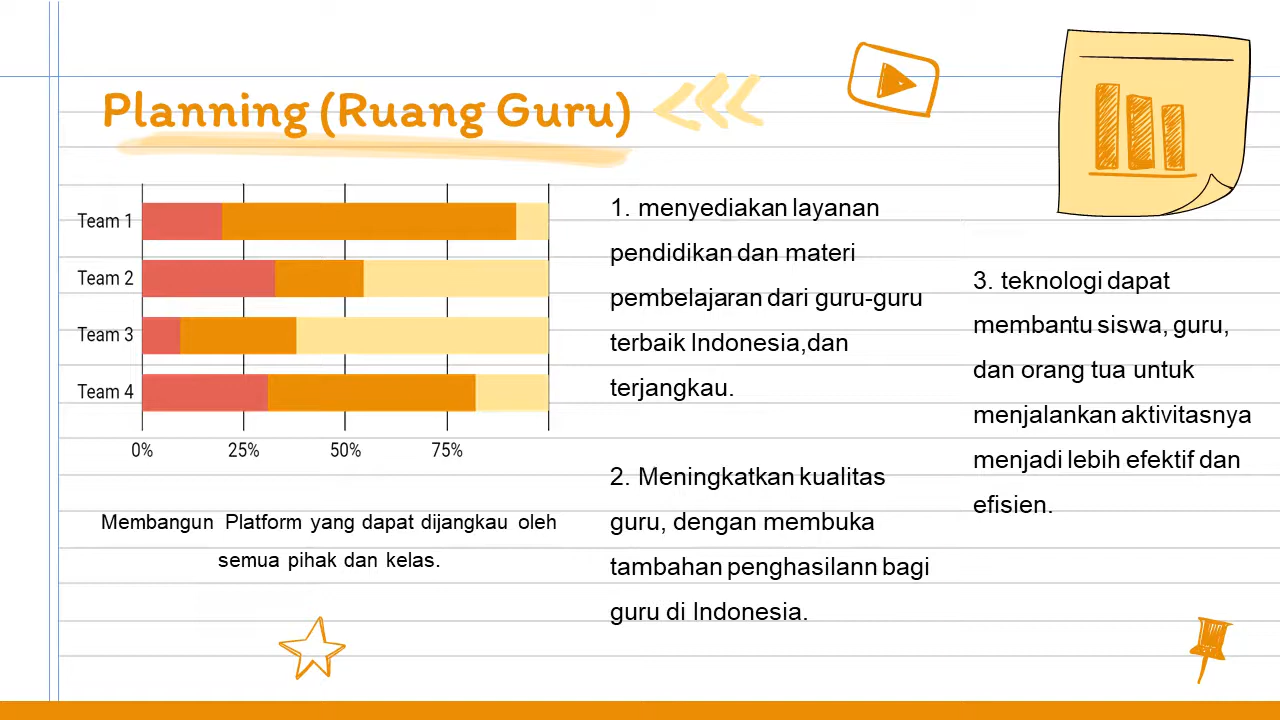 Planning (Ruang Guru)
Team 1
Team 2
Team 3
Team 4
0% 25% 50% 75%
Membangun Platform yang dapat dijangkau oleh
semua pihak dan kelas.
1. menyediakan layanan
pendidikan dan materi
pembelajaran dari guru-guru
terbaik Indonesia,dan
terjangkau.
2. Meningkatkan kualitas
guru, dengan membuka
tambahan penghasilann bagi
guru di Indonesia.
3. teknologi dapat
membantu siswa, guru,
dan orang tua untuk
menjalankan aktivitasnya
menjadi lebih efektif dan
efisien.